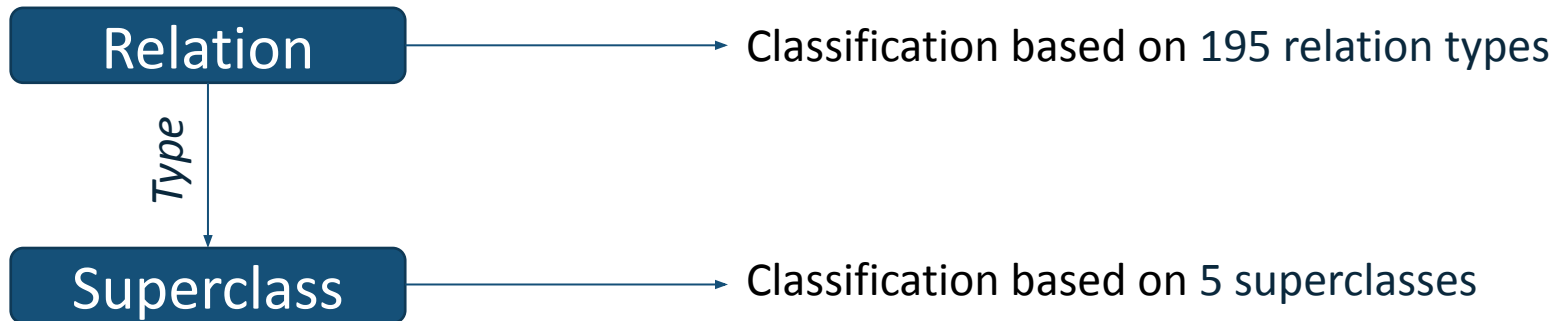 Relation
Classification based on 195 relation types
Type
Superclass
Classification based on 5 superclasses